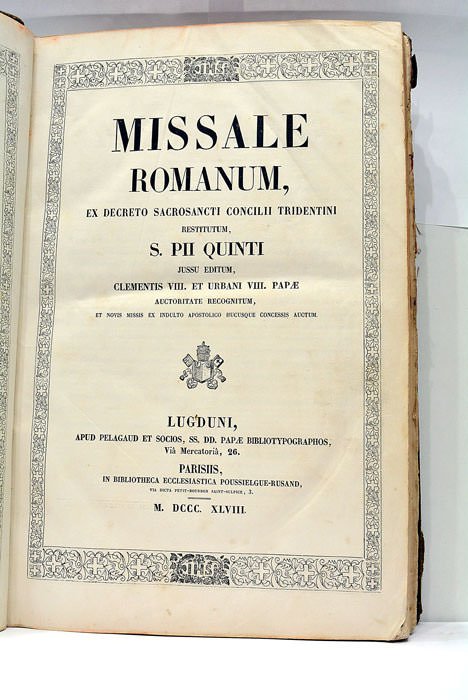 MISSALE
ROMANUM,
EX DECRETO SACROSANCTI CONCILII TRIDENTINI
RESTITUTUM,
S. PII QUINTI
JUSSU EDITUM,
CLEMENTIS VIII. ET URBANI VIII. PAPÆ
AUCTORITATE RECOGNITUM,
ET NOVIS MISSIS EX INDULTO APOSTOLICO HUCUSQUE CONCESSIS AUCTUM.
LUGDUNI,
APUD PELAGAUD ET SOCIOS, SS. DD. PAPÆ BIBLIOTYPOGRAPHOS,
Viâ Mercatoriâ, 26.
PARISIIS,
IN BIBLIOTHECA ECCLESIASTICA POUSSIELGUE-RUSAND,
VIA DICTA PETIT-BOURBON SAINT-SULPICE, 3.
M. DCCC. XLVIII.